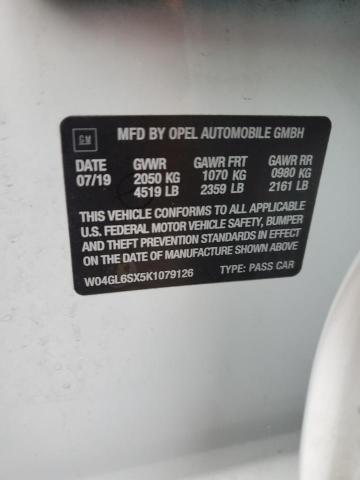 GM
MFD BY OPEL AUTOMOBILE GMBH
DATE GVWR GAWR FRT GAWR RR
07/19 2050 KG 1070 KG 0980 KG
4519 LB 2359 LB 2161 LB
THIS VEHICLE CONFORMS TO ALL APPLICABLE
U.S. FEDERAL MOTOR VEHICLE SAFETY, BUMPER
AND THEFT PREVENTION STANDARDS IN EFFECT
ON THE DATE OF MANUFACTURE SHOWN ABOVE.
W04GL6SX5K1079126 TYPE: PASS CAR